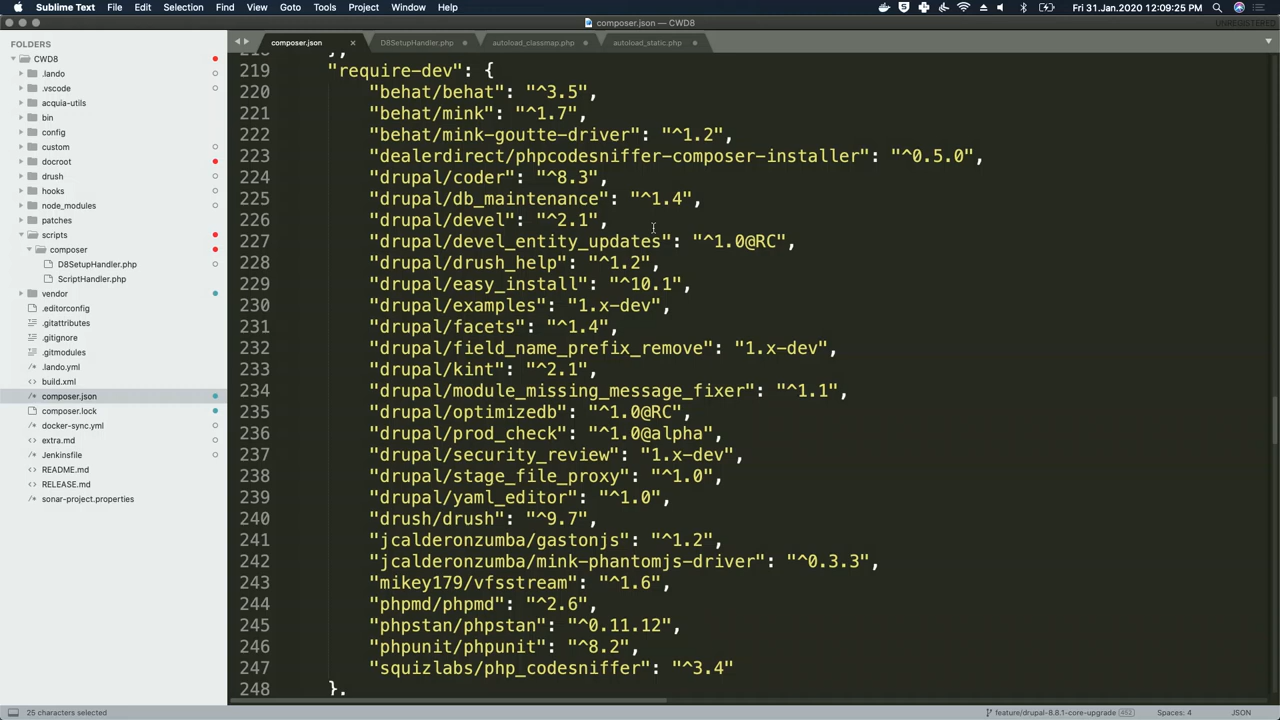 Sublime Text File Edit Selection Find View Goto Tools Project Window Help
Fri 31.Jan.2020 12:09:25
composer.json — CWD8
UNREGISTERED
FOLDERS
CWD8
.lando
.vscode
acquia-utils
bin
config
custom
docroot
drush
hooks
node_modules
patches
scripts
composer
D8SetupHandler.php
ScriptHandler.php
vendor
.editorconfig
.gitattributes
.gitignore
.gitmodules
.lando.yml
build.xml
composer.json
composer.lock
docker-sync.yml
extra.md
Jenkinsfile
README.md
RELEASE.md
sonar-project.properties
composer.json D8SetupHandler.php autoload_classmap.php autoload_static.php
218 },
219 "require-dev": {
220 "behat/behat": "^3.5",
221 "behat/mink": "^1.7",
222 "behat/mink-goutte-driver": "^1.2",
223 "dealerdirect/phpcodesniffer-composer-installer": "^0.5.0",
224 "drupal/coder": "^8.3",
225 "drupal/db_maintenance": "^1.4",
226 "drupal/devel": "^2.1",
227 "drupal/devel_entity_updates": "^1.0@RC",
228 "drupal/drush_help": "^1.2",
229 "drupal/easy_install": "^10.1",
230 "drupal/examples": "1.x-dev",
231 "drupal/facets": "^1.4",
232 "drupal/field_name_prefix_remove": "1.x-dev",
233 "drupal/kint": "^2.1",
234 "drupal/module_missing_message_fixer": "^1.1",
235 "drupal/optimizedb": "^1.0@RC",
236 "drupal/prod_check": "^1.0@alpha",
237 "drupal/security_review": "1.x-dev",
238 "drupal/stage_file_proxy": "^1.0",
239 "drupal/yaml_editor": "^1.0",
240 "drush/drush": "^9.7",
241 "jcalderonzumba/gastonjs": "^1.2",
242 "jcalderonzumba/mink-phantomjs-driver": "^0.3.3",
243 "mikey179/vfsstream": "^1.6",
244 "phpmd/phpmd": "^2.6",
245 "phpstan/phpstan": "^0.11.12",
246 "phpunit/phpunit": "^8.2",
247 "squizlabs/php_codesniffer": "^3.4"
248 },
25 characters selected
feature/drupal-8.8.1-core-upgrade 462 Spaces: 4 JSON